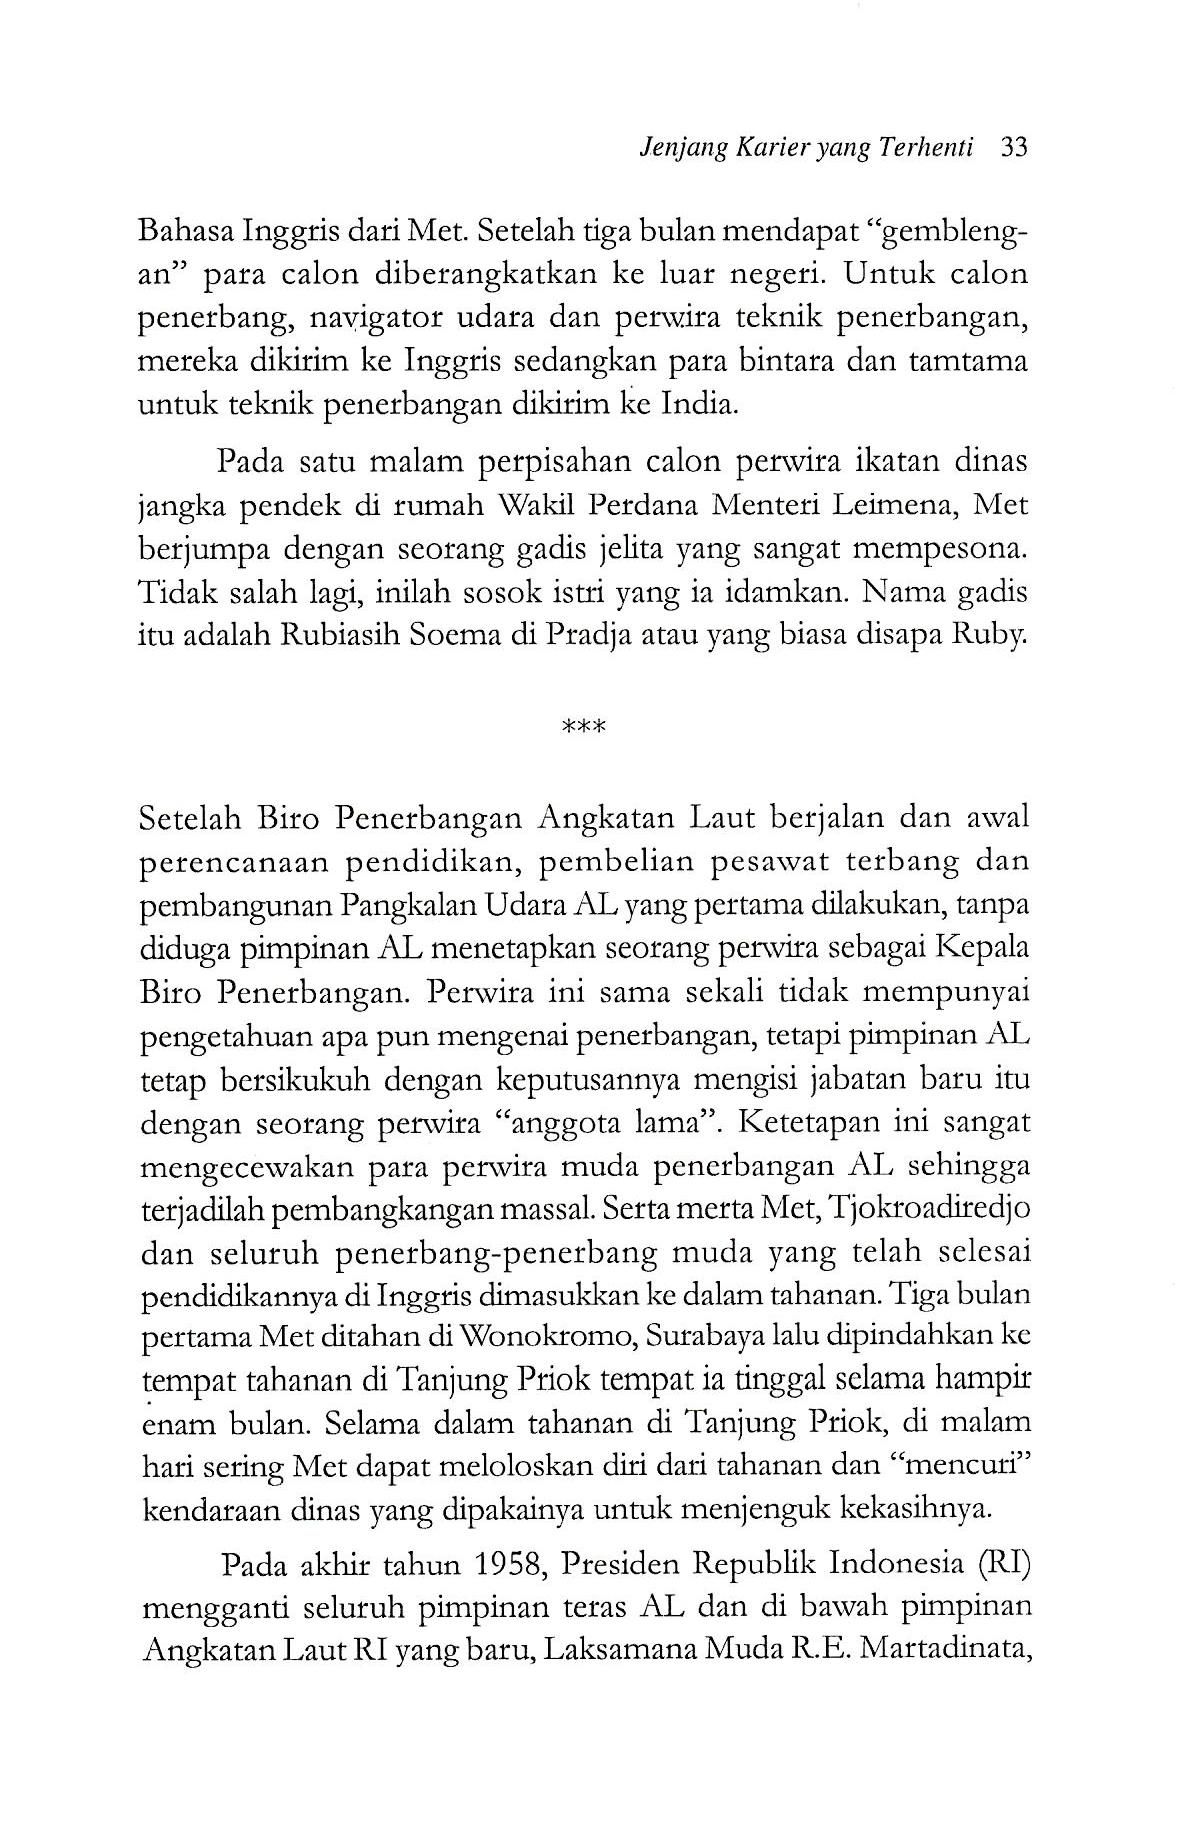 Jenjang Karier yang Terhenti 33
Bahasa Inggris dari Met. Setelah tiga bulan mendapat “gembleng-
an” para calon diberangkatkan ke luar negeri. Untuk calon
penerbang, navigator udara dan perwira teknik penerbangan,
mereka dikirim ke Inggris sedangkan para bintara dan tamtama
untuk teknik penerbangan dikirim ke India.
Pada satu malam perpisahan calon perwira ikatan dinas
jangka pendek di rumah Wakil Perdana Menteri Leimena, Met
berjumpa dengan seorang gadis jelita yang sangat mempesona.
Tidak salah lagi, inilah sosok istri yang ia idamkan. Nama gadis
itu adalah Rubiasih Soema di Pradja atau yang biasa disapa Ruby.
***
Setelah Biro Penerbangan Angkatan Laut berjalan dan awal
perencanaan pendidikan, pembelian pesawat terbang dan
pembangunan Pangkalan Udara AL yang pertama dilakukan, tanpa
diduga pimpinan AL menetapkan seorang perwira sebagai Kepala
Biro Penerbangan. Perwira ini sama sekali tidak mempunyai
pengetahuan apa pun mengenai penerbangan, tetapi pimpinan AL
tetap bersikukuh dengan keputusannya mengisi jabatan baru itu
dengan seorang perwira “anggota lama”. Ketetapan ini sangat
mengecewakan para perwira muda penerbangan AL sehingga
terjadilah pembangkangan massal. Serta merta Met, Tjokroadiredjo
dan seluruh penerbang-penerbang muda yang telah selesai
pendidikannya di Inggris dimasukkan ke dalam tahanan. Tiga bulan
pertama Met ditahan di Wonokromo, Surabaya lalu dipindahkan ke
tempat tahanan di Tanjung Priok tempat ia tinggal selama hampir
enam bulan. Selama dalam tahanan di Tanjung Priok, di malam
hari sering Met dapat meloloskan diri dari tahanan dan “mencuri”
kendaraan dinas yang dipakainya untuk menjenguk kekasihnya.
Pada akhir tahun 1958, Presiden Republik Indonesia (RI)
mengganti seluruh pimpinan teras AL dan di bawah pimpinan
Angkatan Laut RI yang baru, Laksamana Muda R.E. Martadinata,